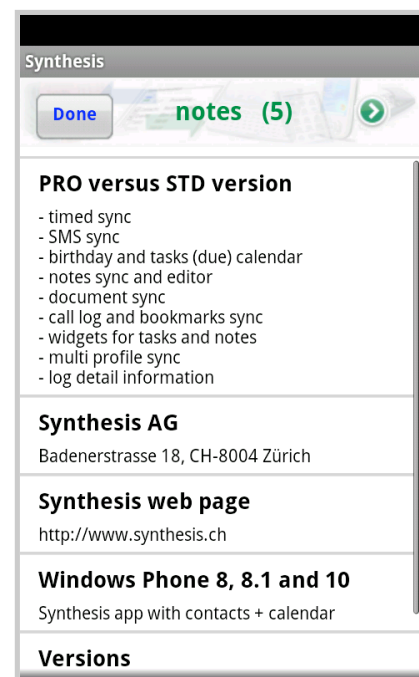 Synthesis
Done
notes (5)
PRO versus STD version
- timed sync
- SMS sync
- birthday and tasks (due) calendar
- notes sync and editor
- document sync
- call log and bookmarks sync
- widgets for tasks and notes
- multi profile sync
- log detail information
Synthesis AG
Badenerstrasse 18, CH-8004 Zürich
Synthesis web page
http://www.synthesis.ch
Windows Phone 8, 8.1 and 10
Synthesis app with contacts + calendar
Versions